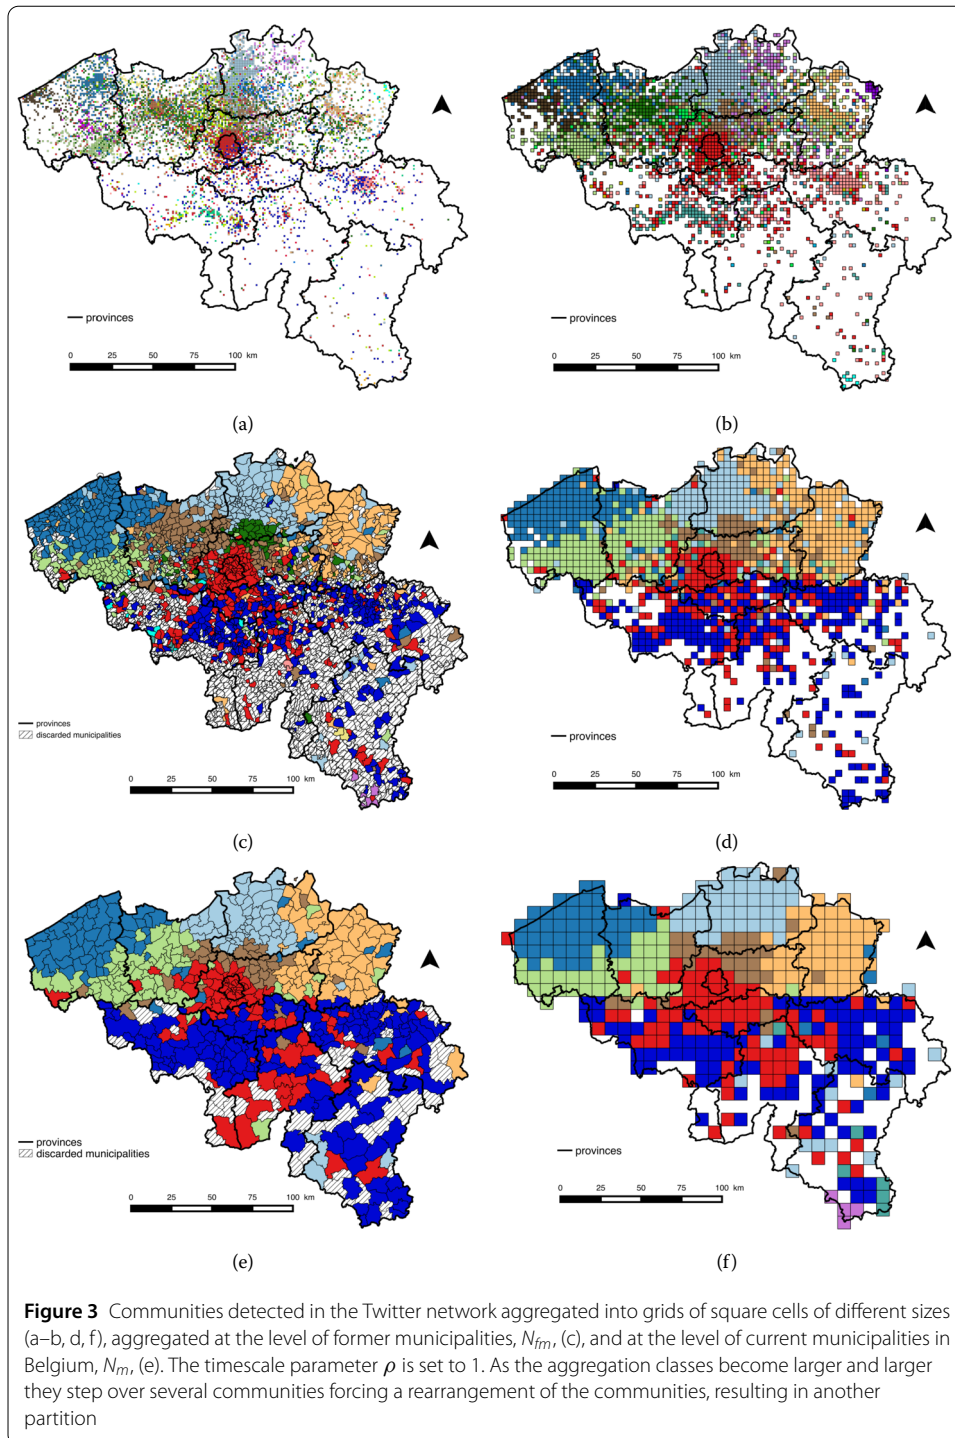 provinces
0 25 50 75 100 km
(a)
provinces
0 25 50 75 100 km
(b)
provinces
discarded municipalities
0 25 50 75 100 km
(c)
provinces
0 25 50 75 100 km
(d)
provinces
discarded municipalities
0 25 50 75 100 km
(e)
provinces
0 25 50 75 100 km
(f)
Figure 3 Communities detected in the Twitter network aggregated into grids of square cells of different sizes
(a–b, d, f), aggregated at the level of former municipalities, N_fm, (c), and at the level of current municipalities in
Belgium, N_m, (e). The timescale parameter ρ is set to 1. As the aggregation classes become larger and larger
they step over several communities forcing a rearrangement of the communities, resulting in another
partition